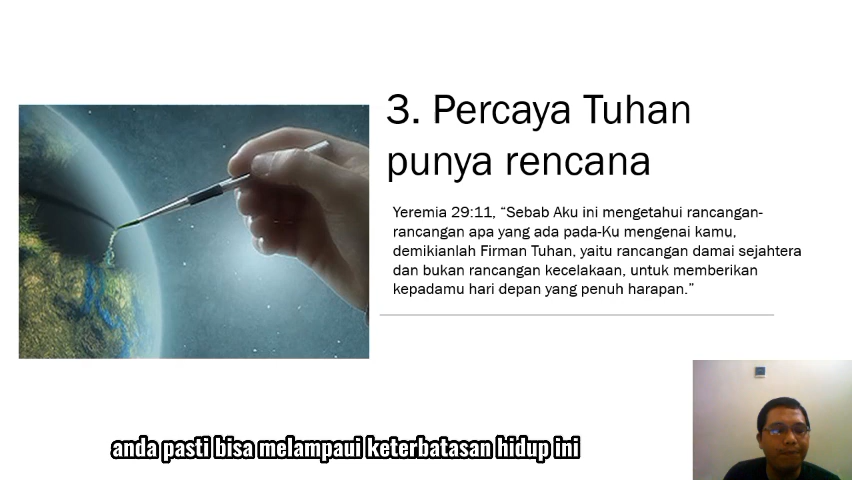 3. Percaya Tuhan
punya rencana
Yeremia 29:11, “Sebab Aku ini mengetahui rancangan-
rancangan apa yang ada pada-Ku mengenai kamu,
demikianlah Firman Tuhan, yaitu rancangan damai sejahtera
dan bukan rancangan kecelakaan, untuk memberikan
kepadamu hari depan yang penuh harapan.”
anda pasti bisa melampaui keterbatasan hidup ini